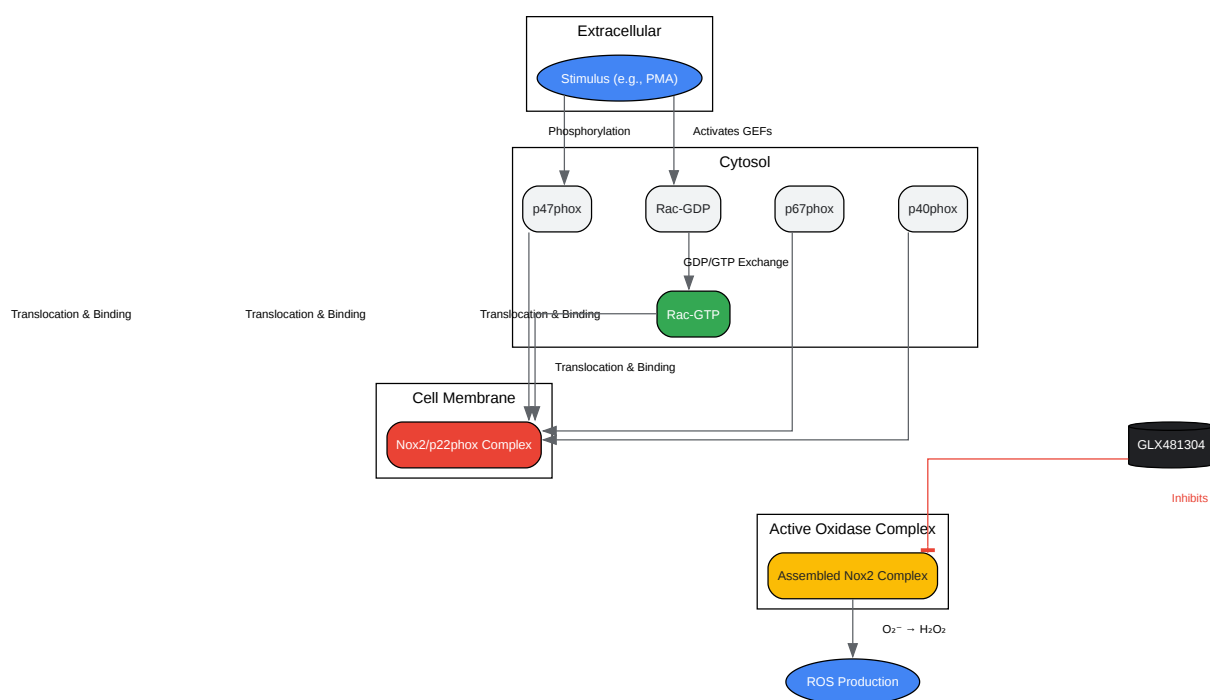 Extracellular
Stimulus (e.g., PMA)
Phosphorylation
Activates GEFs
Cytosol
p47phox
Rac-GDP
p67phox
p40phox
GDP/GTP Exchange
Translocation & Binding
Translocation & Binding
Translocation & Binding
Rac-GTP
Translocation & Binding
Cell Membrane
Nox2/p22phox Complex
GLX481304
Inhibits
Active Oxidase Complex
Assembled Nox2 Complex
O₂⁻ → H₂O₂
ROS Production